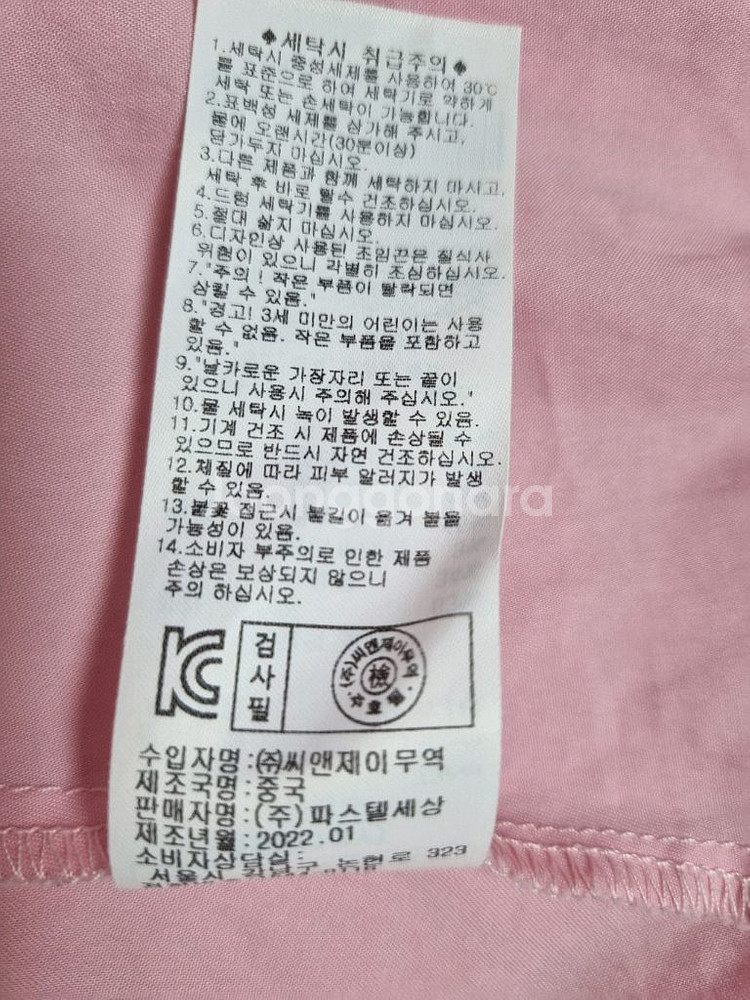 ◆세탁시 취급주의◆
1.세탁시 중성세제를 사용하여 30℃
를 표준으로 하여 세탁기로 약하게
세탁 또는 손세탁이 가능합니다.
2.표백성 세제를 삼가해 주시고,
물에 오랜시간(30분이상)
담가두지 마십시오.
3.다른 제품과 함께 세탁하지 마시고,
세탁 후 바로 탈수 건조하십시오.
4.드럼 세탁기를 사용하지 마십시오.
5.절대 삶지 마십시오.
6.디자인상 사용된 조임끈은 질식사
위험이 있으니 각별히 조심하십시오.
7."주의! 작은 부품이 탈락되면
삼킬 수 있음."
8."경고! 3세 미만의 어린이는 사용
할 수 없음. 작은 부품을 포함하고
있음."
9."날카로운 가장자리 또는 끝이
있으니 사용시 주의해 주십시오."
10.물 세탁시 녹이 발생할 수 있음.
11.기계 건조 시 제품에 손상될 수
있으므로 반드시 자연 건조하십시오.
12.체질에 따라 피부 알러지가 발생
할 수 있음.
13.불꽃 접근시 불길이 옮겨 붙을
가능성이 있음.
14.소비자 부주의로 인한 제품
손상은 보상되지 않으니
주의 하십시오.
KC
검사필
(주)씨앤제이무역
檢
수입자명:㈜씨앤제이무역
제조국명:중국
판매자명:(주)파스텔세상
제조년월:2022.01
소비자상담실:
서울시 강남구 논현로 323